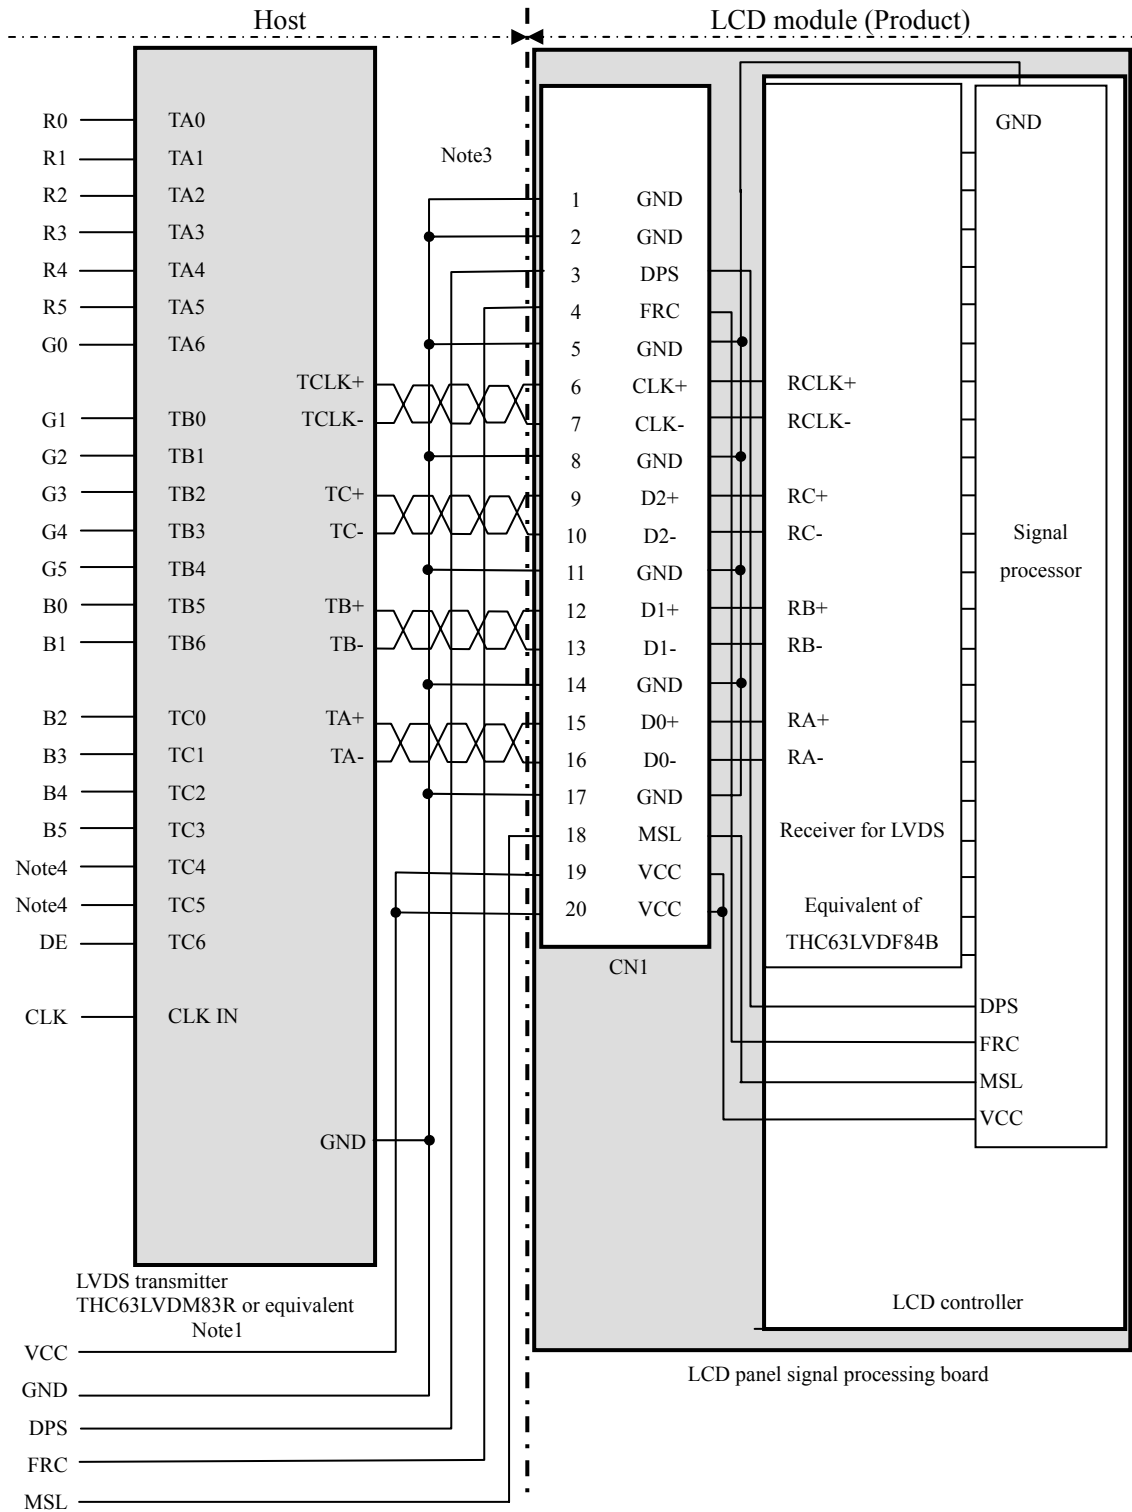 Host
LCD module (Product)
R0 TA0
R1 TA1
R2 TA2
R3 TA3
R4 TA4
R5 TA5
G0 TA6
G1 TB0
G2 TB1
G3 TB2
G4 TB3
G5 TB4
B0 TB5
B1 TB6
B2 TC0
B3 TC1
B4 TC2
B5 TC3
Note4 TC4
Note4 TC5
DE TC6
CLK CLK IN
TCLK+
TCLK-
TC+
TC-
TB+
TB-
TA+
TA-
GND
LVDS transmitter
THC63LVDM83R or equivalent
Note1
VCC
GND
DPS
FRC
MSL
Note3
1 GND
2 GND
3 DPS
4 FRC
5 GND
6 CLK+
7 CLK-
8 GND
9 D2+
10 D2-
11 GND
12 D1+
13 D1-
14 GND
15 D0+
16 D0-
17 GND
18 MSL
19 VCC
20 VCC
CN1
RCLK+
RCLK-
RC+
RC-
RB+
RB-
RA+
RA-
Receiver for LVDS
Equivalent of
THC63LVDF84B
GND
Signal
processor
DPS
FRC
MSL
VCC
LCD controller
LCD panel signal processing board